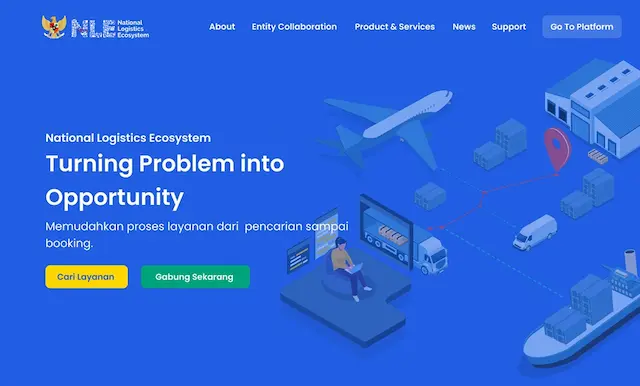 NLE
National
Logistics
Ecosystem
About
Entity Collaboration
Product & Services
News
Support
Go To Platform
National Logistics Ecosystem
Turning Problem into
Opportunity
Memudahkan proses layanan dari pencarian sampai
booking.
Cari Layanan
Gabung Sekarang